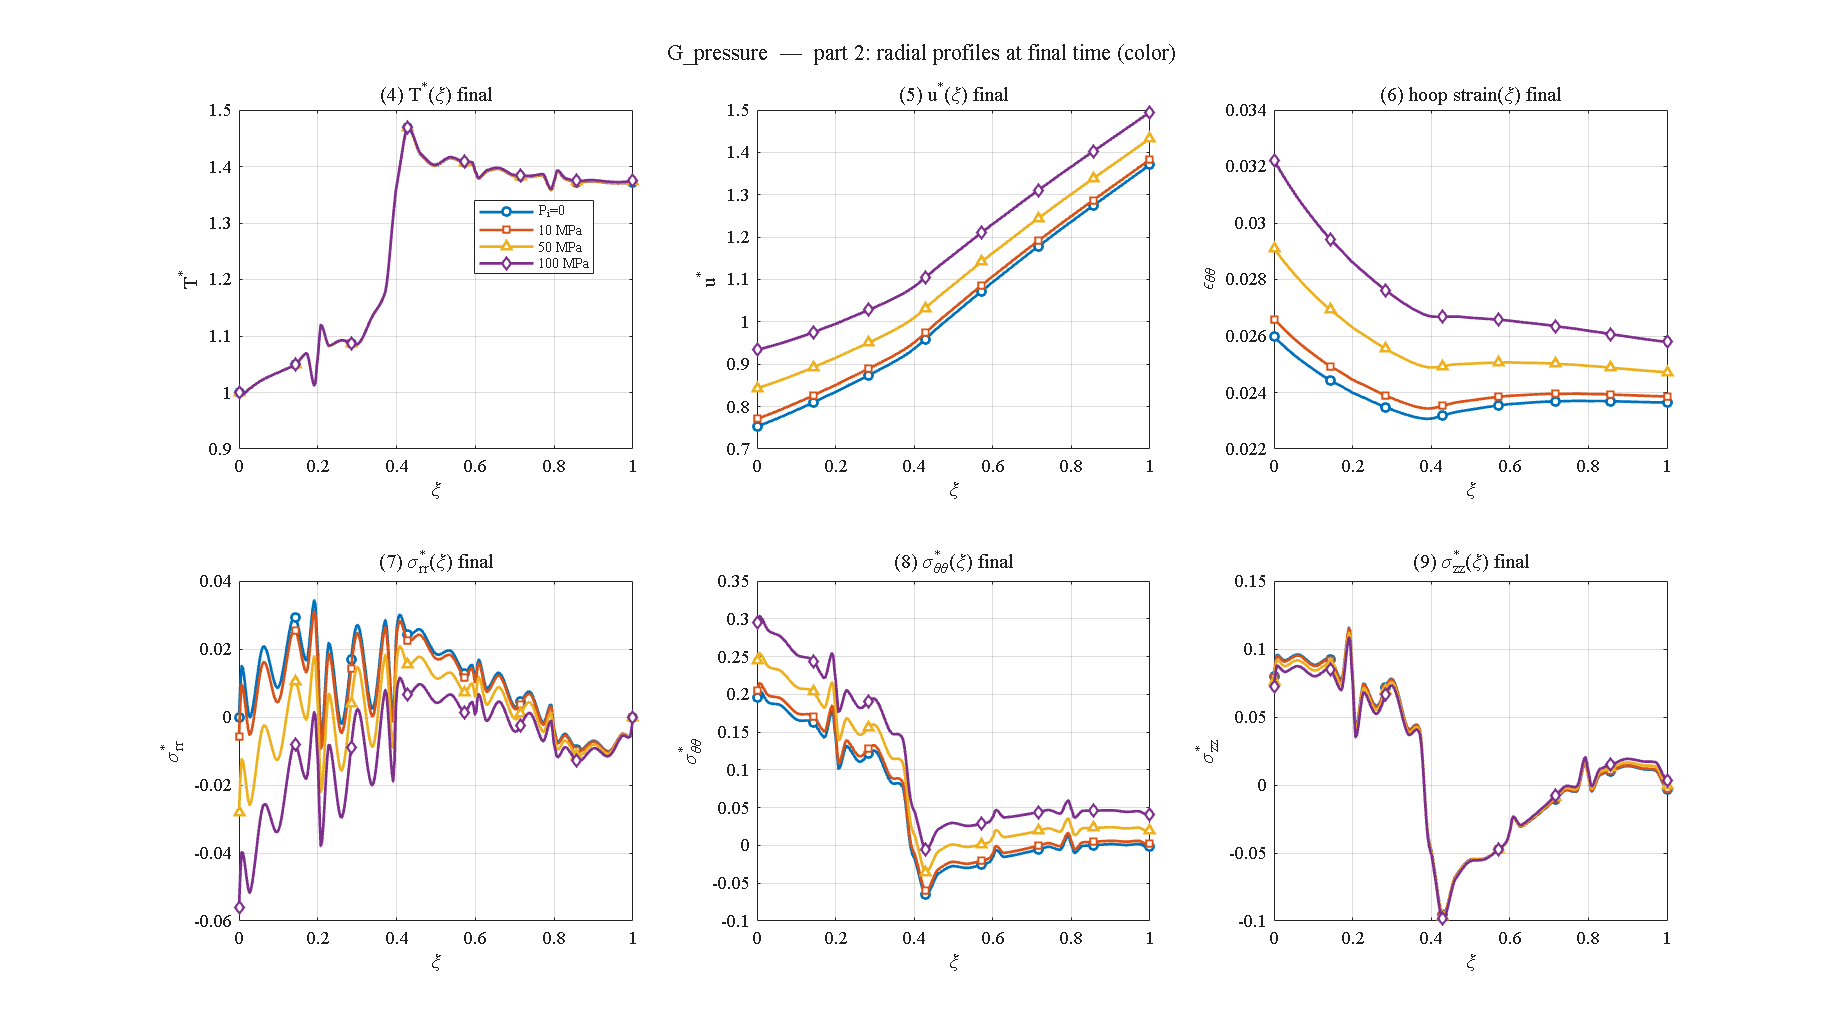 G_pressure — part 2: radial profiles at final time (color)
(4) T*(ξ) final
1.5
1.4
1.3
1.2
1.1
1
0.9
T*
0 0.2 0.4 0.6 0.8 1
ξ
Pi=0
10 MPa
50 MPa
100 MPa
(5) u*(ξ) final
1.5
1.4
1.3
1.2
1.1
1
0.9
0.8
0.7
u*
0 0.2 0.4 0.6 0.8 1
ξ
(6) hoop strain(ξ) final
0.034
0.032
0.03
0.028
0.026
0.024
0.022
ϵθθ
0 0.2 0.4 0.6 0.8 1
ξ
(7) σ*rr(ξ) final
0.04
0.02
0
-0.02
-0.04
-0.06
σ*rr
0 0.2 0.4 0.6 0.8 1
ξ
(8) σ*θθ(ξ) final
0.35
0.3
0.25
0.2
0.15
0.1
0.05
0
-0.05
-0.1
σ*θθ
0 0.2 0.4 0.6 0.8 1
ξ
(9) σ*zz(ξ) final
0.15
0.1
0.05
0
-0.05
-0.1
σ*zz
0 0.2 0.4 0.6 0.8 1
ξ